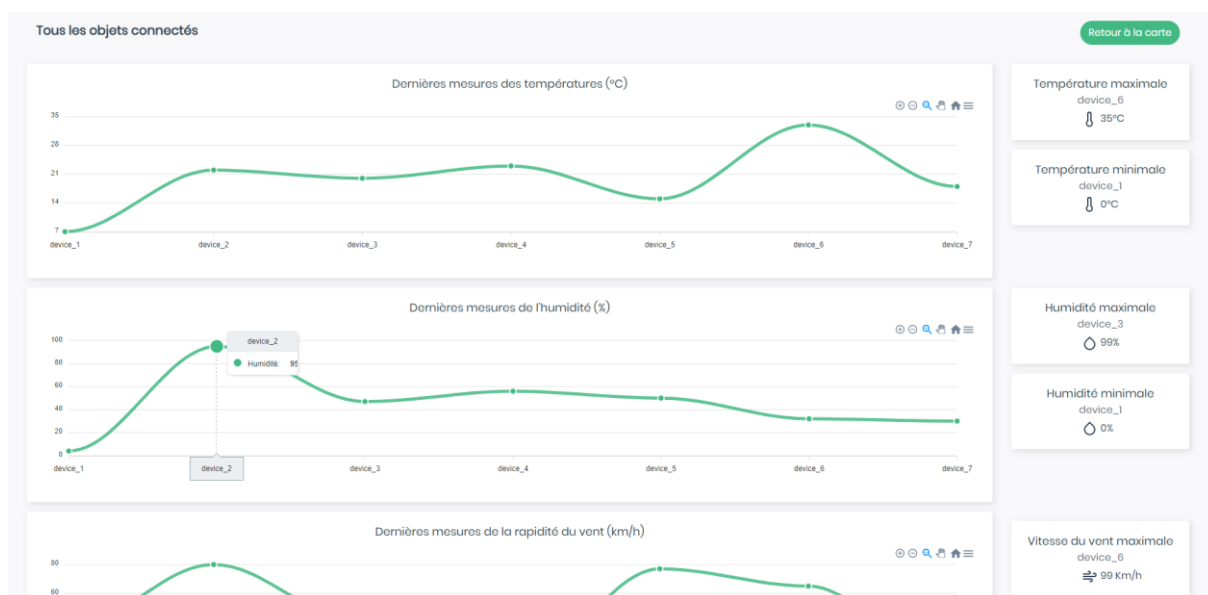 Tous les objets connectés
Retour à la carte
Dernières mesures des températures (°C)
35
28
21
14
7
device_1
device_2
device_3
device_4
device_5
device_6
device_7
Température maximale
device_6
35°C
Température minimale
device_1
0°C
Dernières mesures de l'humidité (%)
100
80
60
40
20
0
device_2
Humidité: 95
device_1
device_2
device_3
device_4
device_5
device_6
device_7
Humidité maximale
device_3
99%
Humidité minimale
device_1
0%
Dernières mesures de la rapidité du vent (km/h)
80
60
Vitesse du vent maximale
device_6
99 Km/h